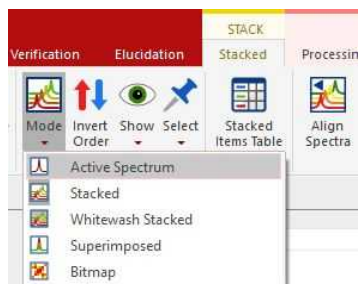 STACK
Verification Elucidation Stacked
Mode Invert Order Show Select Stacked Items Table Align Spectra
Active Spectrum
Stacked
Whitewash Stacked
Superimposed
Bitmap